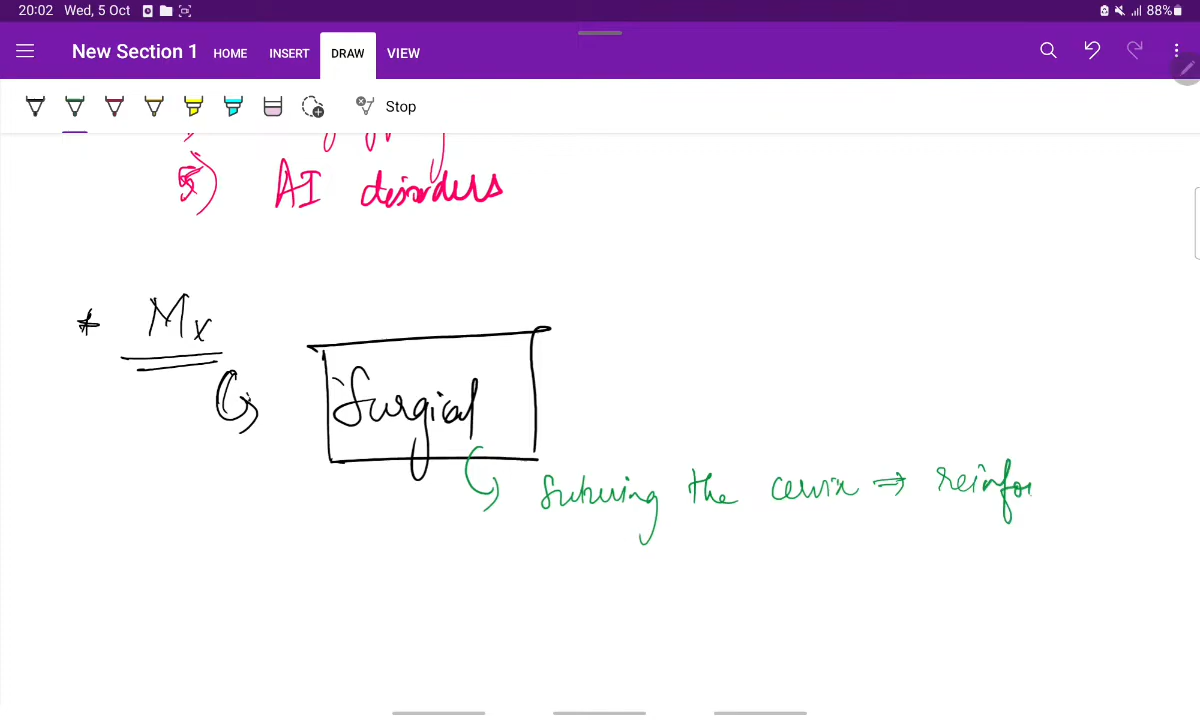 20:02 Wed, 5 Oct 88%
New Section 1 HOME INSERT DRAW VIEW
Stop
5) AI disorders
* Mx
Surgical
Suturing the cervix ⇒ reinfor